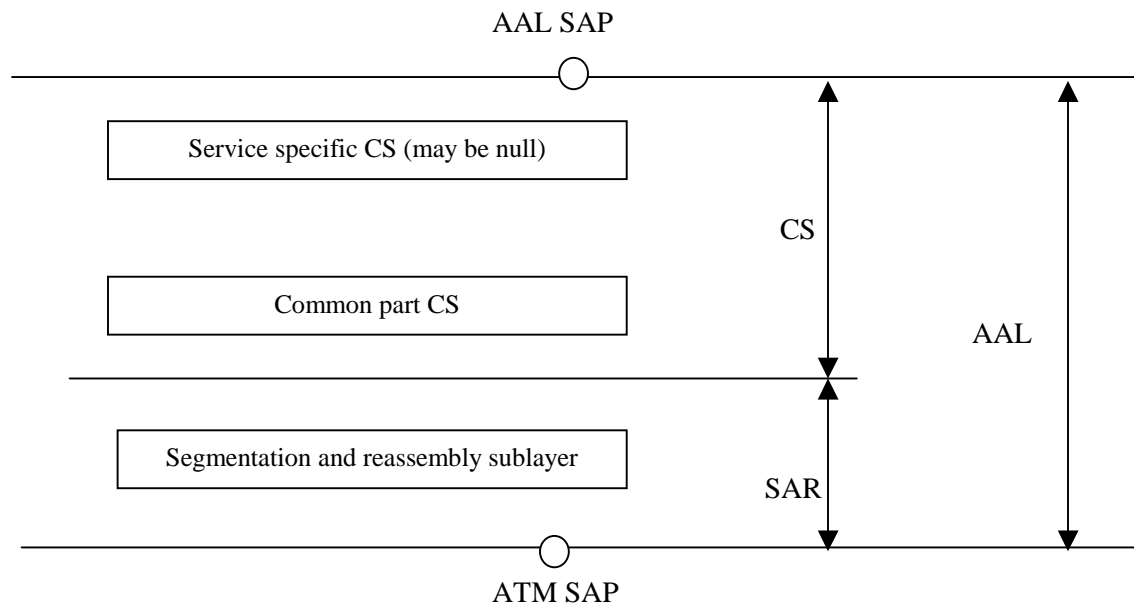 AAL SAP
Service specific CS (may be null)
CS
Common part CS
AAL
Segmentation and reassembly sublayer
SAR
ATM SAP